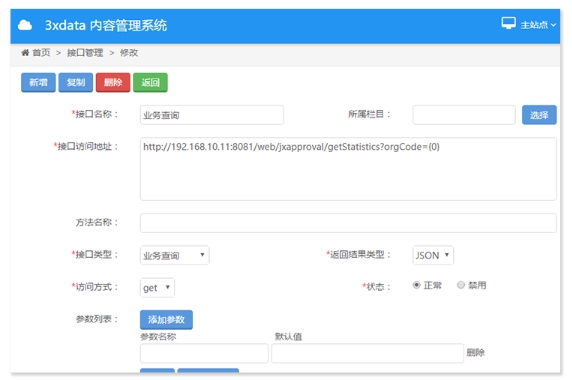 3xdata 内容管理系统 主站点
首页 > 接口管理 > 修改
新增 复制 删除 返回
*接口名称： 业务查询 所属栏目： 选择
*接口访问地址： http://192.168.10.11:8081/web/jxapproval/getStatistics?orgCode={0}
方法名称：
*接口类型： 业务查询 *返回结果类型： JSON
*访问方式： get *状态： 正常 禁用
参数列表： 添加参数
参数名称 默认值
删除